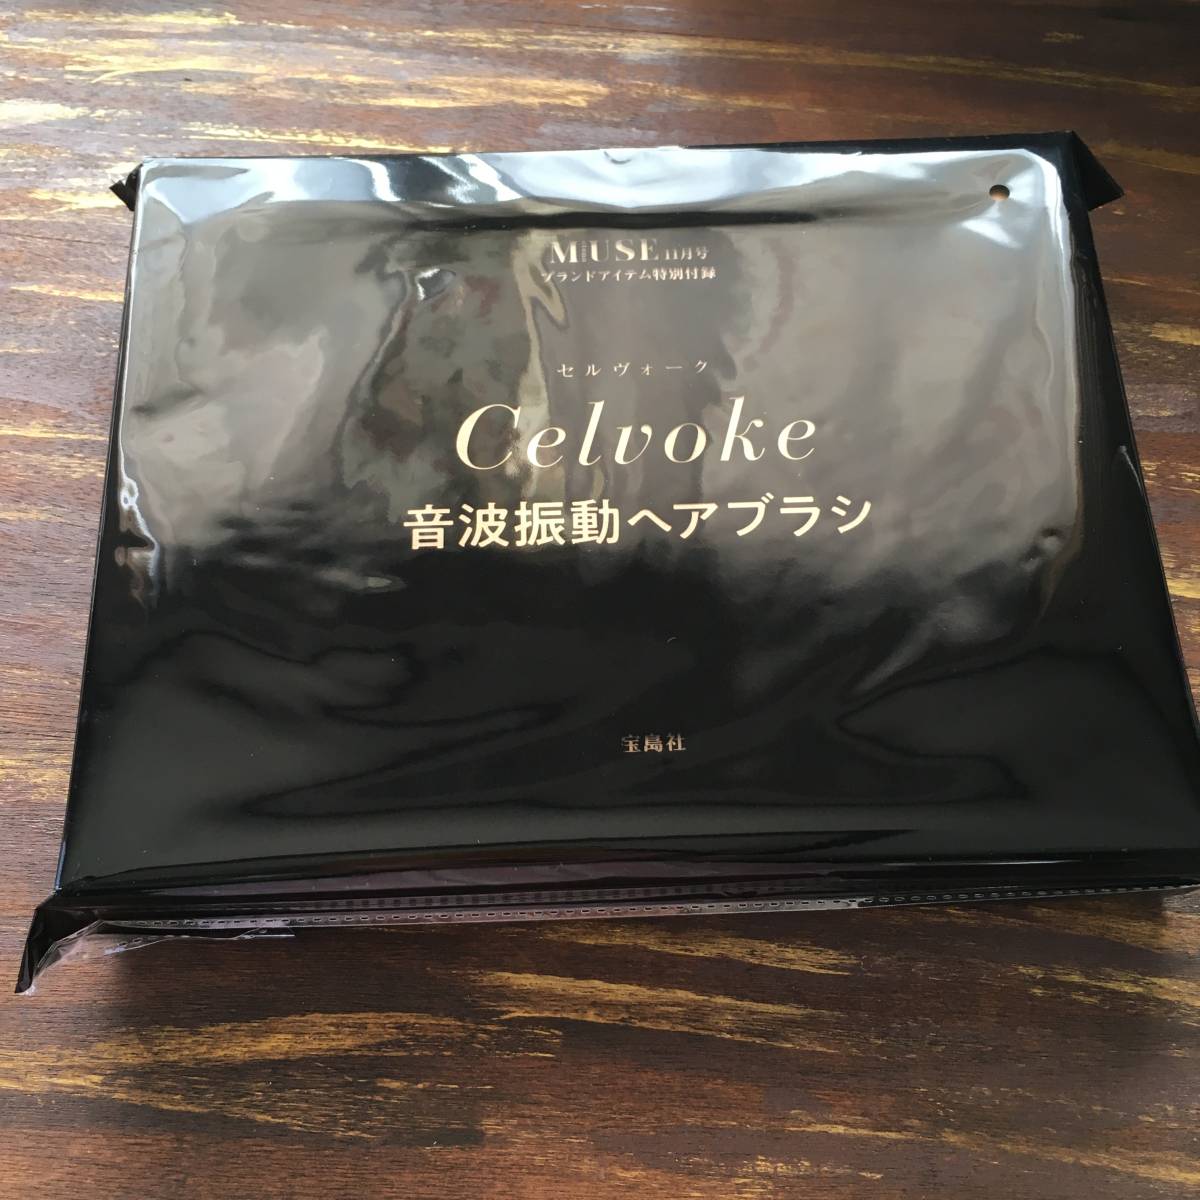 MUSE 11月号
ブランドアイテム特別付録
セルヴォーク
Celvoke
音波振動ヘアブラシ
宝島社